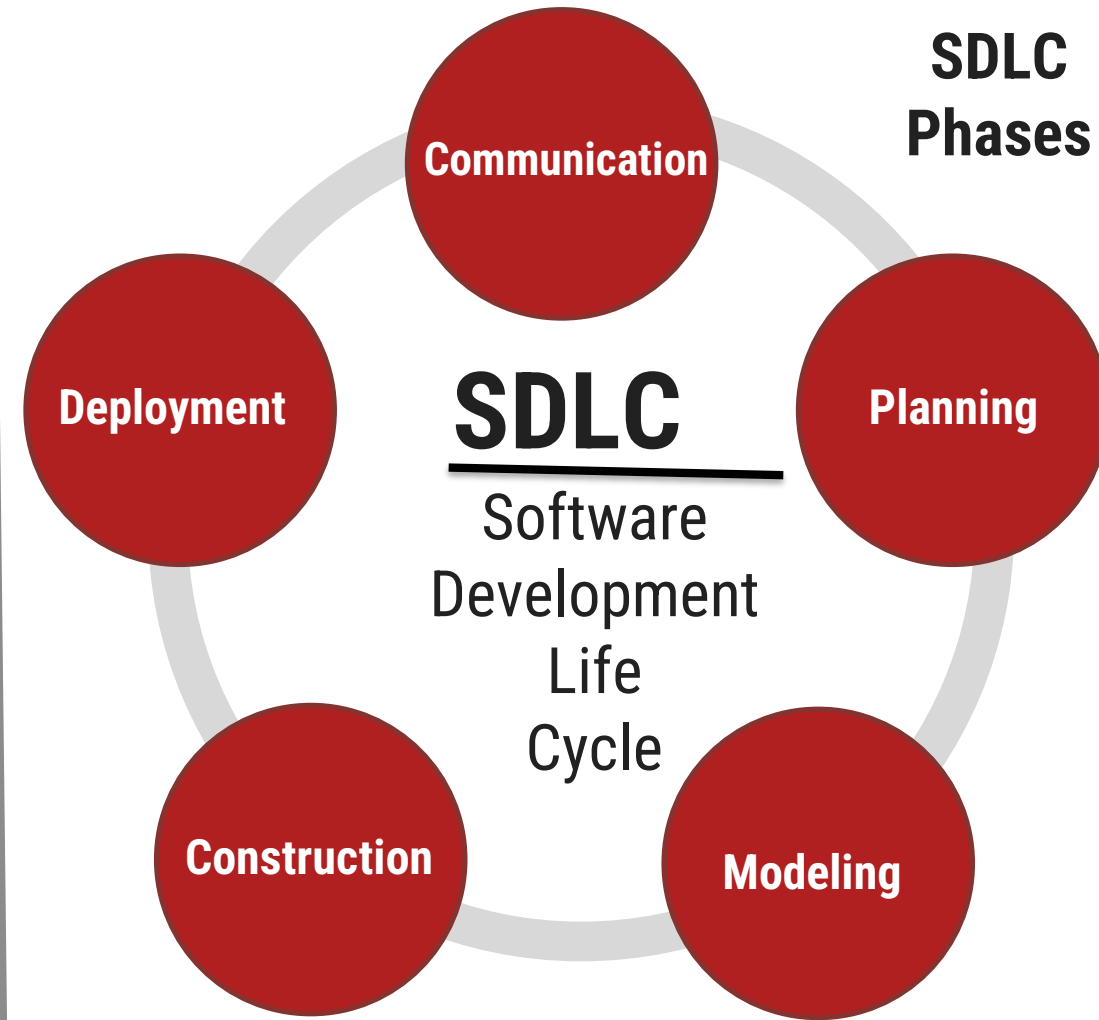 SDLC
Phases
Communication
Deployment
Planning
SDLC
Software
Development
Life
Cycle
Construction
Modeling